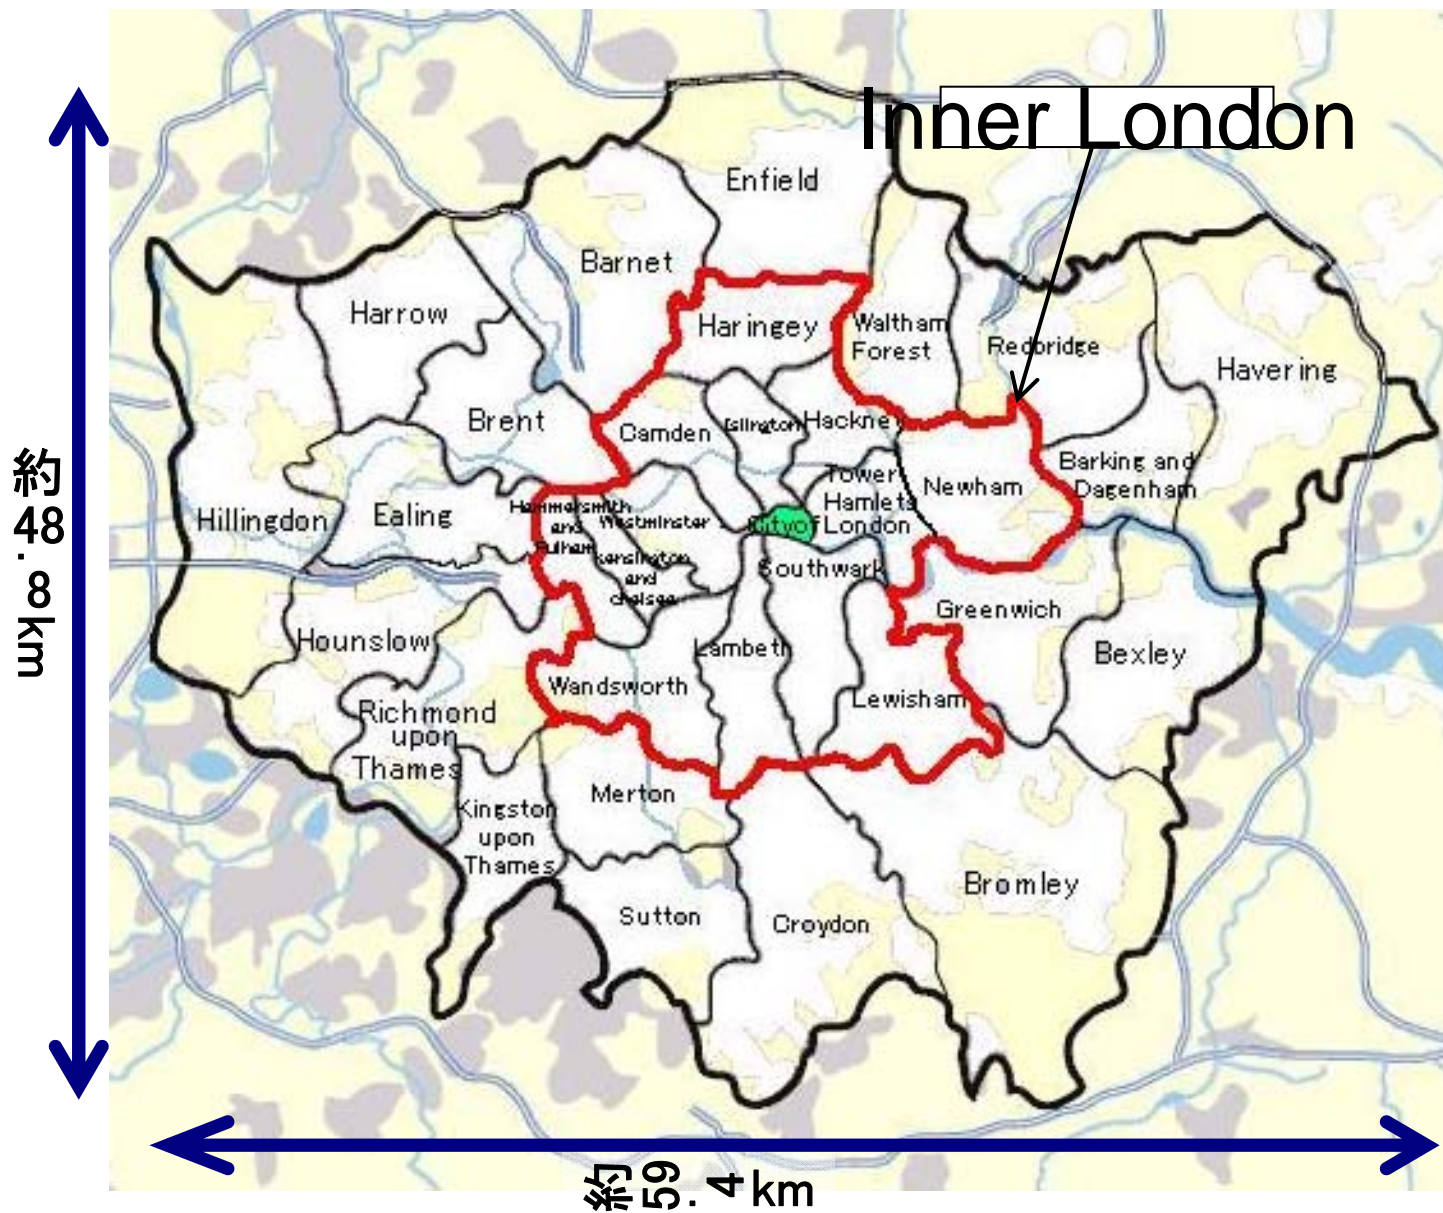 Inner London
Enfield
Barnet
Harrow
Haringey
Waltham
Forest
Redbridge
Havering
Brent
Camden
Islington
Hackney
Barking and
Dagenham
Tower
Hamlets
Newham
Hillingdon
Ealing
Hammersmith
and
Fulham
Westminster
City of London
Kensington
and
chelsea
Southwark
Greenwich
Hounslow
Lambeth
Bexley
Wandsworth
Lewisham
Richmond
upon
Thames
Merton
Kingston
upon
Thames
Bromley
Sutton
Croydon
約48.8km
約59.4km